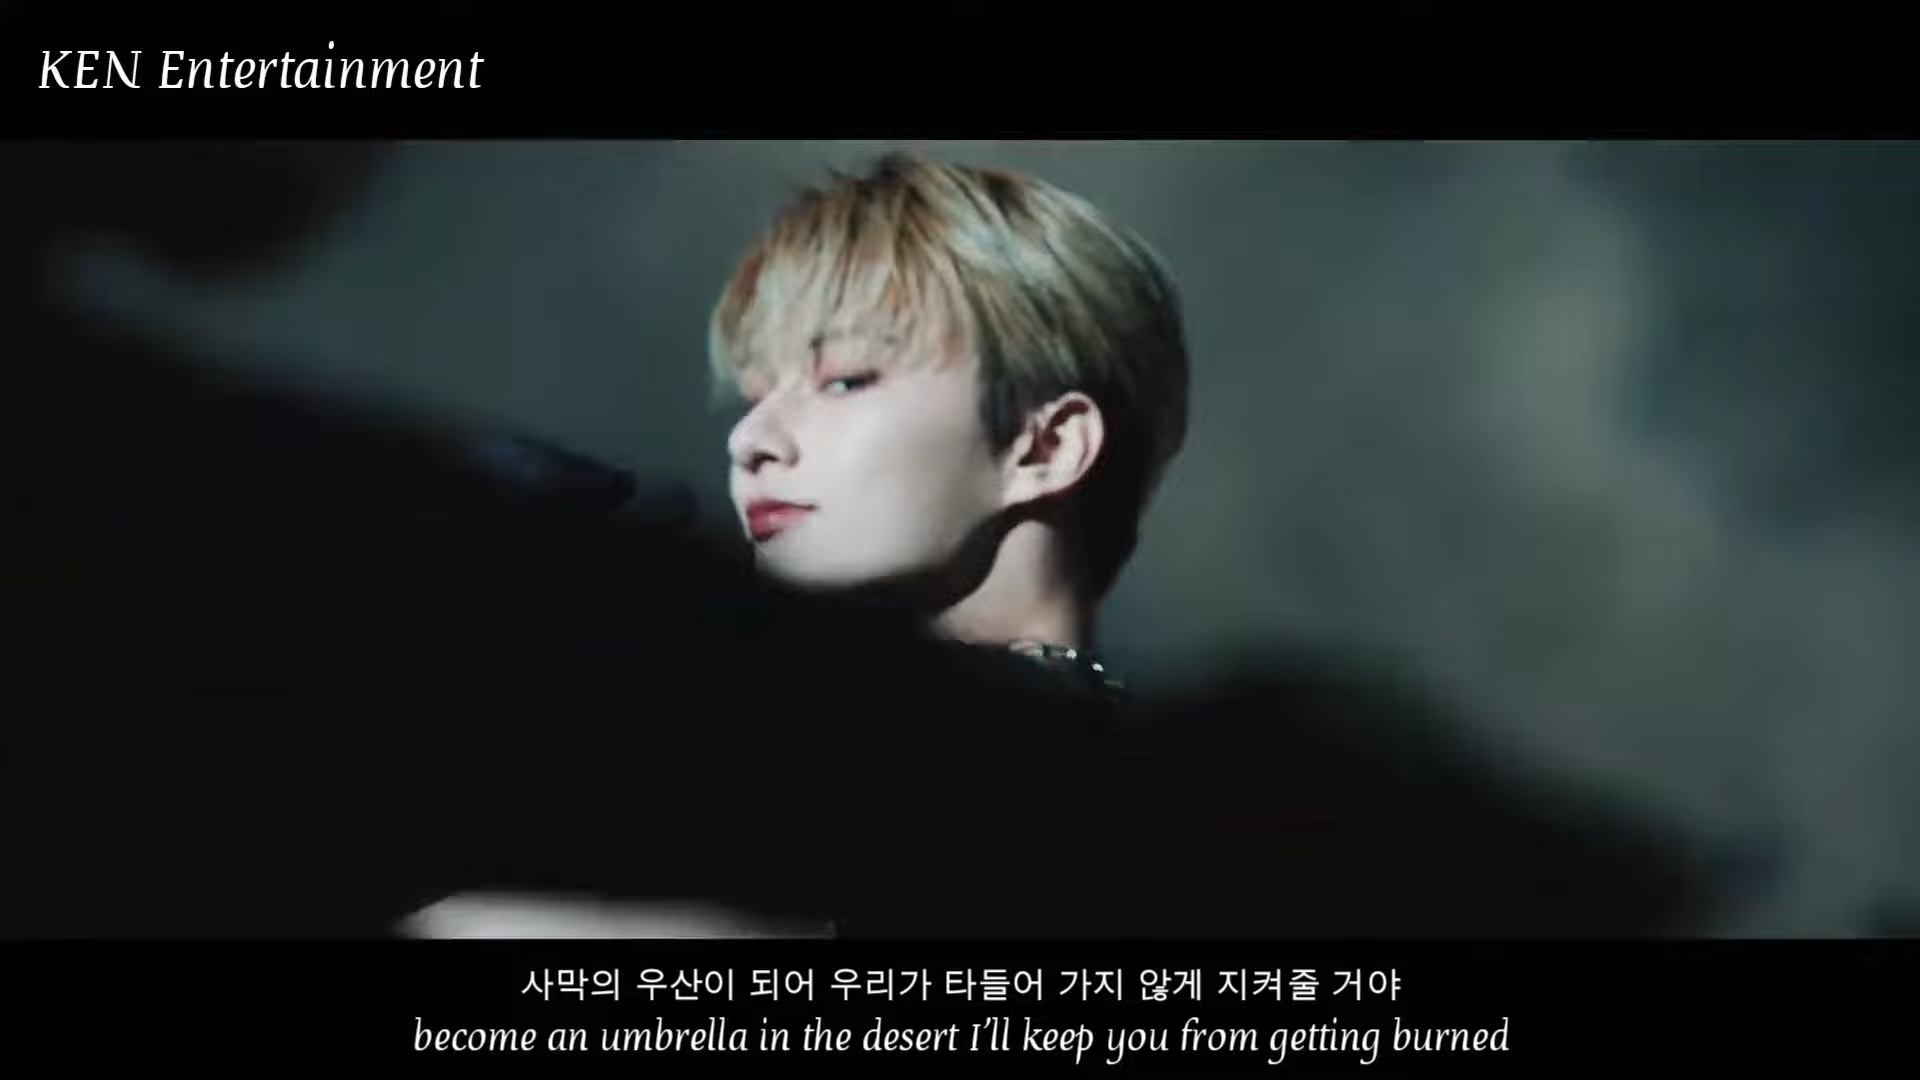 KEN Entertainment
사막의 우산이 되어 우리가 타들어 가지 않게 지켜줄 거야
become an umbrella in the desert I'll keep you from getting burned